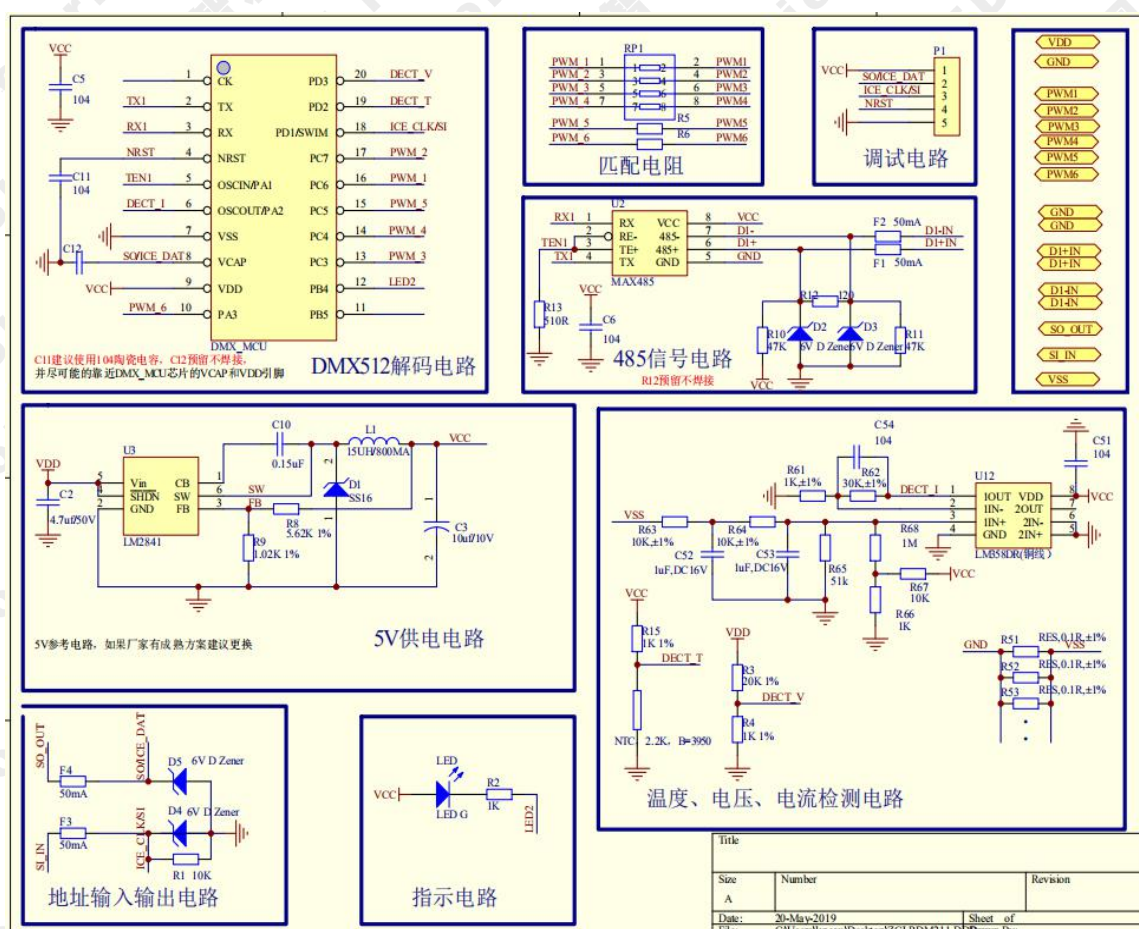 VCC
C5
104
TX1
RX1
NRST
C11
104
TEN1
DECT_I
C12
SO/ICE_DAT
VCC
PWM_6
1
2
3
4
5
6
7
8
9
10
CK
TX
RX
NRST
OSCIN/PA1
OSCOUT/PA2
VSS
VCAP
VDD
PA3
PD3
PD2
PD1/SWIM
PC7
PC6
PC5
PC4
PC3
PB4
PB5
20
19
18
17
16
15
14
13
12
11
DECT_V
DECT_T
ICE_CLK/SI
PWM_2
PWM_1
PWM_5
PWM_4
PWM_3
LED2
DMX_MCU
C11建议使用104陶瓷电容,C12预留不焊接,
并尽可能的靠近DMX_MCU芯片的VCAP和VDD引脚
DMX512解码电路
RP1
PWM_1 1 1 2 2 PWM1
PWM_2 3 3 4 4 PWM2
PWM_3 5 5 6 6 PWM3
PWM_4 7 7 8 8 PWM4
R5
PWM_5 PWM5
R6
PWM_6 PWM6
匹配电阻
P1
VCC 1
SO/ICE_DAT 2
ICE_CLK/SI 3
NRST 4
5
调试电路
VDD
GND
PWM1
PWM2
PWM3
PWM4
PWM5
PWM6
GND
GND
D1+IN
D1+IN
D1-IN
D1-IN
SO_OUT
SI_IN
VSS
U2
RX1 1 RX VCC 8 VCC
2 RE- 485- 7 D1-
TEN1 3 TE+ 485+ 6 D1+
TX1 4 TX GND 5 GND
MAX485
F2 50mA D1-IN
D1+IN
F1 50mA
R13
510R
VCC
C6
104
R12 120
R10
47K
D2
6V D Zener
D3
6V D Zener
R11
47K
VCC
485信号电路
R12预留不焊接
U3
VDD
C2
4.7uf/50V
5 Vin CB 1
4 SHDN SW 6 SW
2 GND FB 3 FB
LM2841
C10
0.15uF
L1
15UH/800MA
VCC
2
D1
SS16
1
R8
5.62K 1%
R9
1.02K 1%
1
C3
10uf/10V
2
5V参考电路,如果厂家有成熟方案建议更换
5V供电电路
C54
104
R61
1K,±1%
R62
30K,±1%
DECT_I
U12
1 1OUT VDD 8
2 1IN- 2OUT 7
3 1IN+ 2IN- 6
4 GND 2IN+ 5
LM358DR(铜线)
C51
104
VCC
VSS
R63
10K,±1%
R64
10K,±1%
C52
1uF,DC16V
C53
1uF,DC16V
R65
51k
R68
1M
R67
10K
VCC
R66
1K
VCC
R15
1K 1%
DECT_T
NTC 2.2K, B=3950
VDD
R3
20K 1%
DECT_V
R4
1K 1%
GND R51 RES,0.1R,±1% VSS
R52 RES,0.1R,±1%
R53 RES,0.1R,±1%
温度、电压、电流检测电路
SO_OUT
SO/ICE_DAT
F4
50mA
D5 6V D Zener
SI_IN
ICE_CLK/SI
F3
50mA
D4 6V D Zener
R1 10K
地址输入输出电路
VCC
LED
LED G
R2
1K
LED2
指示电路
Title
Size Number Revision
A
Date: 20-May-2019 Sheet of